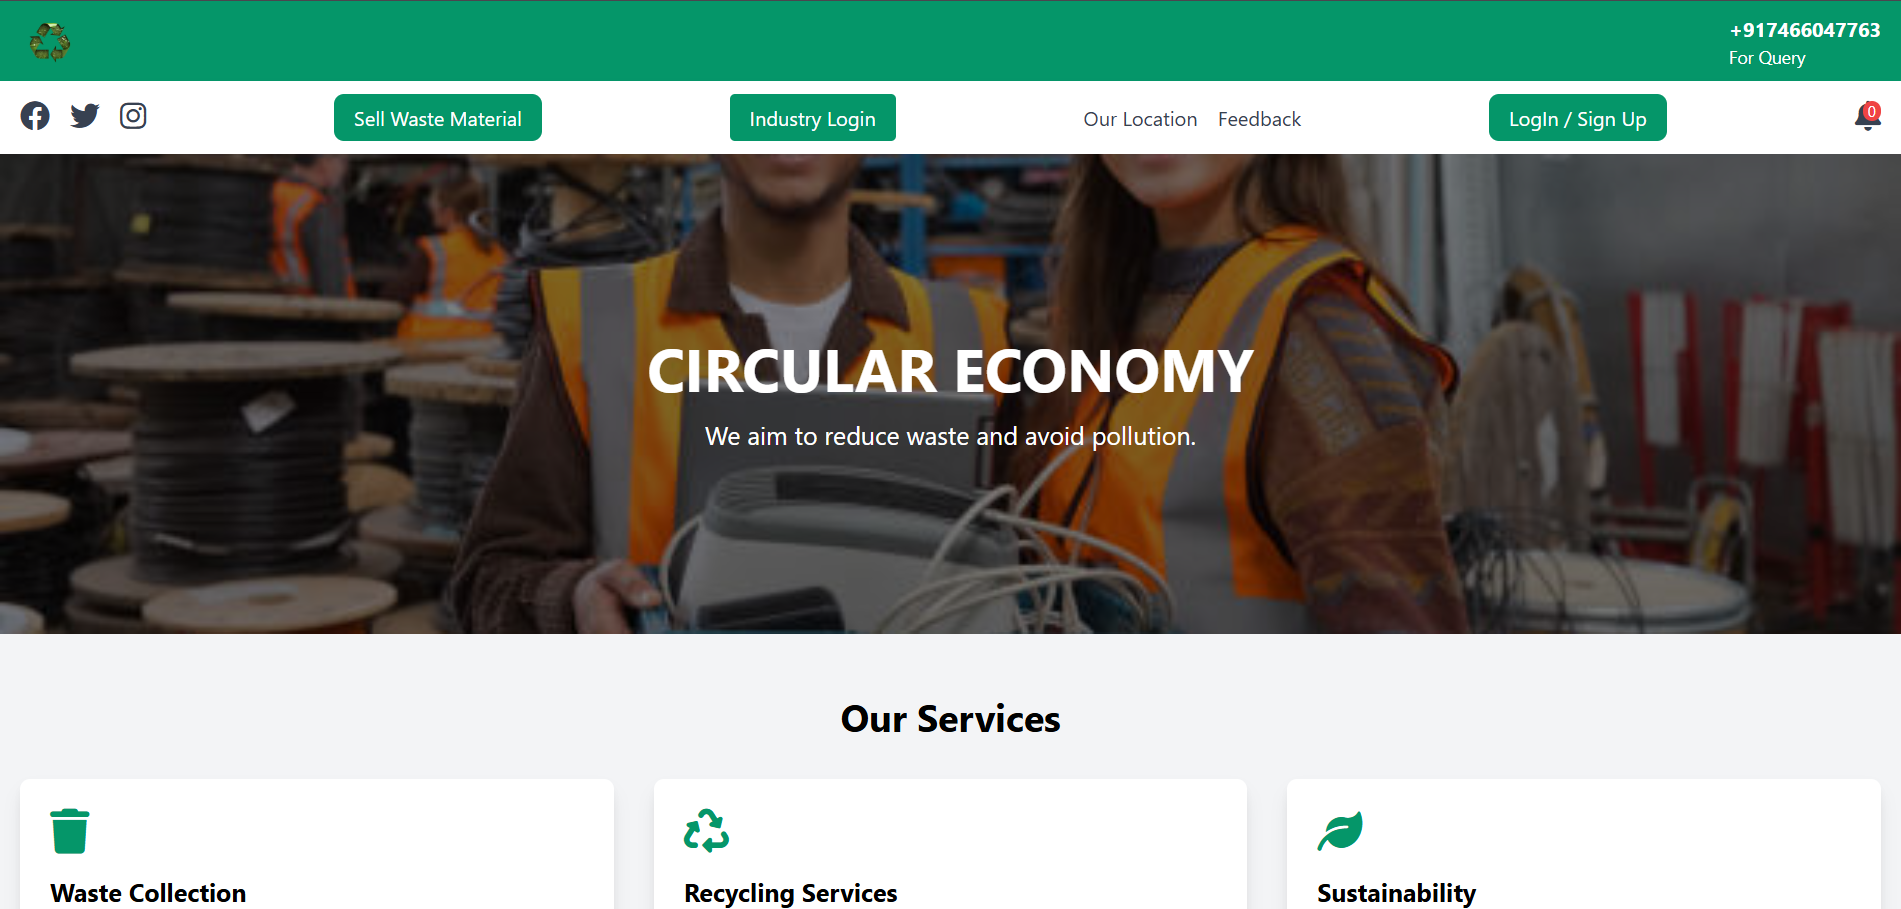 +917466047763
For Query
Sell Waste Material
Industry Login
Our Location
Feedback
LogIn / Sign Up
0
CIRCULAR ECONOMY
We aim to reduce waste and avoid pollution.
Our Services
Waste Collection
Recycling Services
Sustainability